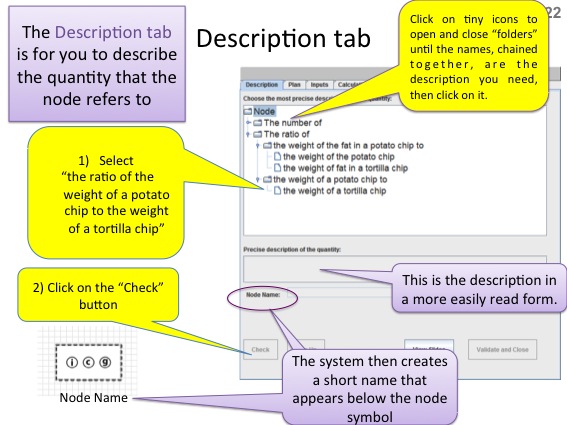 22
Description tab
The Description tab
is for you to describe
the quantity that the
node refers to
Click on tiny icons to
open and close “folders”
until the names, chained
together, are the
description you need,
then click on it.
Description Plan Inputs
Choose the most precise
Node
The number of
The ratio of
the weight of the fat in a potato chip to
the weight of the potato chip
the weight of fat in a tortilla chip
the weight of a potato chip to
the weight of a tortilla chip
1) Select
“the ratio of the
weight of a potato
chip to the weight
of a tortilla chip”
Precise description of the quantity:
This is the description in
a more easily read form.
2) Click on the “Check”
button
Node Name:
Check
Validate and Close
i c g
Node Name
The system then creates
a short name that
appears below the node
symbol